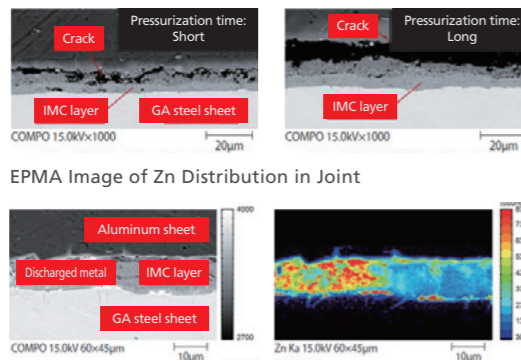 Pressurization time:
Short
Crack
IMC layer
GA steel sheet
COMPO 15.0kV×1000
20μm
Pressurization time:
Long
Crack
IMC layer
COMPO 15.0kV×1000
20μm
EPMA Image of Zn Distribution in Joint
4000
Aluminum sheet
Discharged metal
IMC layer
GA steel sheet
2700
COMPO 15.0kV 60×45μm
10μm
Zn Ka 15.0kV 60×45μm
10μm